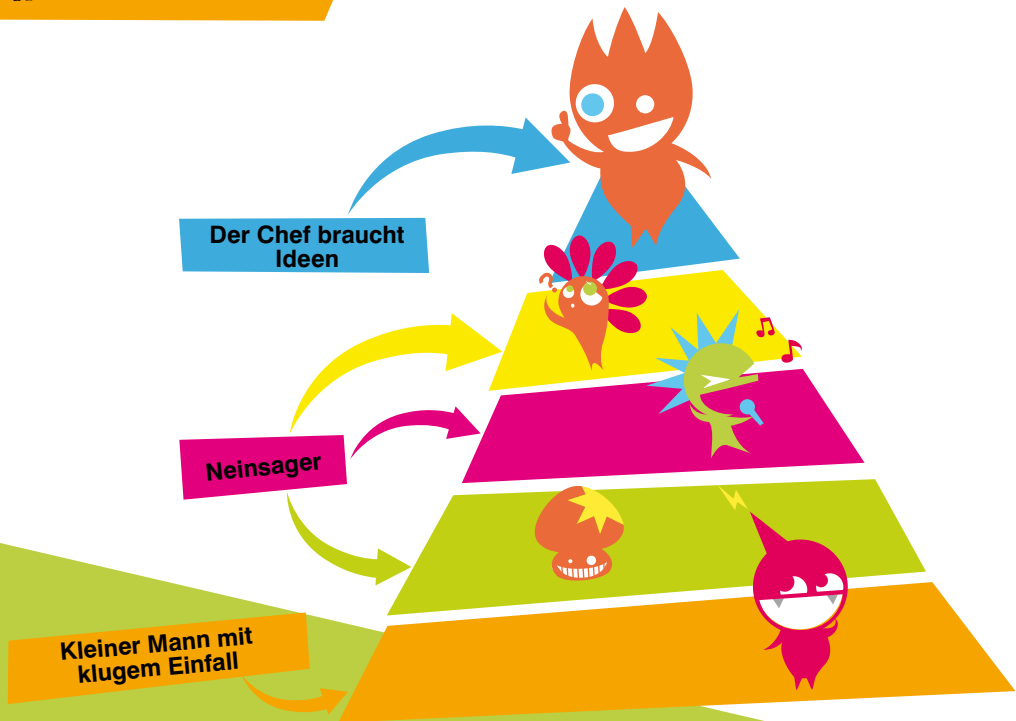 Der Chef braucht
Ideen
Neinsager
Kleiner Mann mit
klugem Einfall